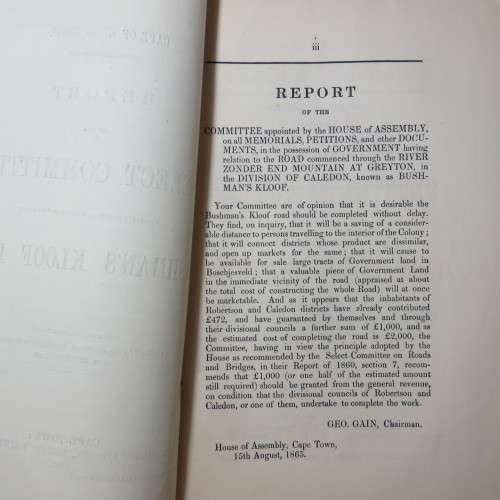 iii
REPORT
OF THE
COMMITTEE appointed by the HOUSE of ASSEMBLY,
on all MEMORIALS, PETITIONS, and other DOCU-
MENTS, in the possession of GOVERNMENT having
relation to the ROAD commenced through the RIVER
ZONDER END MOUNTAIN AT GREYTON, in
the DIVISION OF CALEDON, known as BUSH-
MAN'S KLOOF.
Your Committee are of opinion that it is desirable the
Bushman's Kloof road should be completed without delay.
They find, on inquiry, that it will be a saving of a consider-
able distance to persons travelling to the interior of the Colony;
that it will connect districts whose product are dissimilar,
and open up markets for the same; that it will cause to
be available for sale large tracts of Government land in
Boschjesveld; that a valuable piece of Government Land
in the immediate vicinity of the road (appraised at about
the total cost of constructing the whole Road) will at once
be marketable. And as it appears that the inhabitants of
Robertson and Caledon districts have already contributed
£472, and have guaranteed by themselves and through
their divisional councils a further sum of £1,000, and as
the estimated cost of completing the road is £2,000, the
Committee, having in view the principle adopted by the
House as recommended by the Select Committee on Roads
and Bridges, in their Report of 1860, section 7, recom-
mends that £1,000 (or one half of the estimated amount
still required) should be granted from the general revenue,
on condition that the divisional councils of Robertson and
Caledon, or one of them, undertake to complete the work.
GEO. GAIN, Chairman.
House of Assembly, Cape Town,
15th August, 1865.